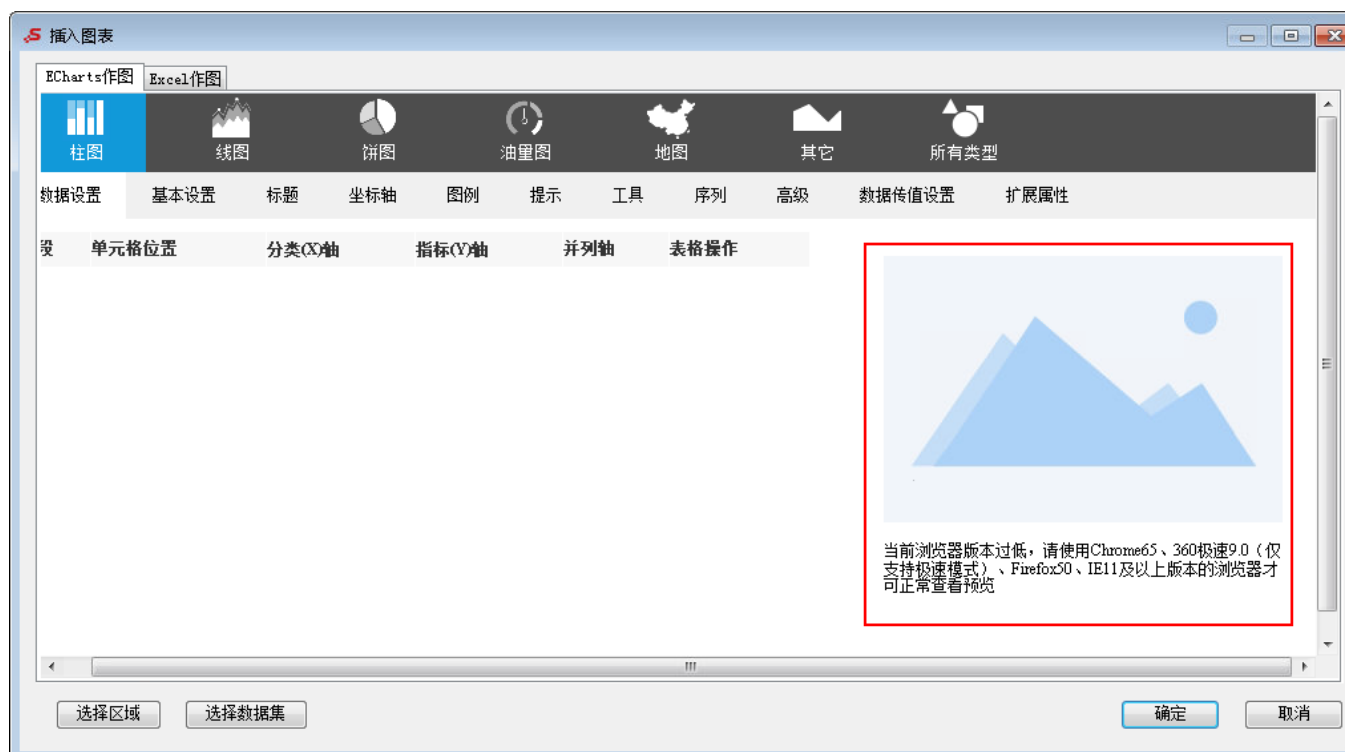 插入图表
ECharts作图 Excel作图
柱图 线图 饼图 油量图 地图 其它 所有类型
数据设置 基本设置 标题 坐标轴 图例 提示 工具 序列 高级 数据传值设置 扩展属性
段 单元格位置 分类(X)轴 指标(Y)轴 并列轴 表格操作
当前浏览器版本过低，请使用Chrome65、360极速9.0（仅
支持极速模式）、Firefox50、IE11及以上版本的浏览器才
可正常查看预览
选择区域 选择数据集 确定 取消